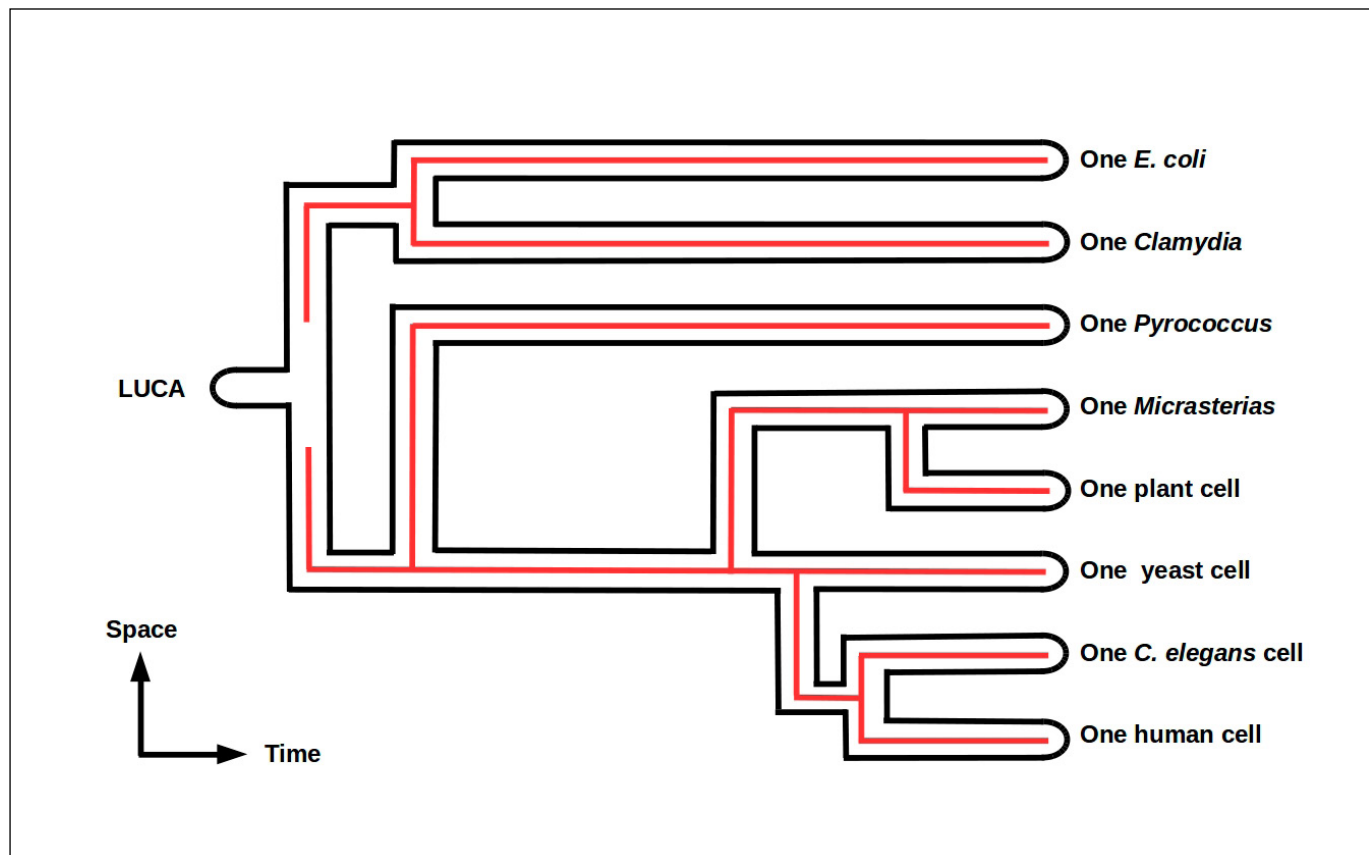 One E. coli
One Clamydia
One Pyrococcus
LUCA
One Micrasterias
One plant cell
One yeast cell
Space
One C. elegans cell
One human cell
Time